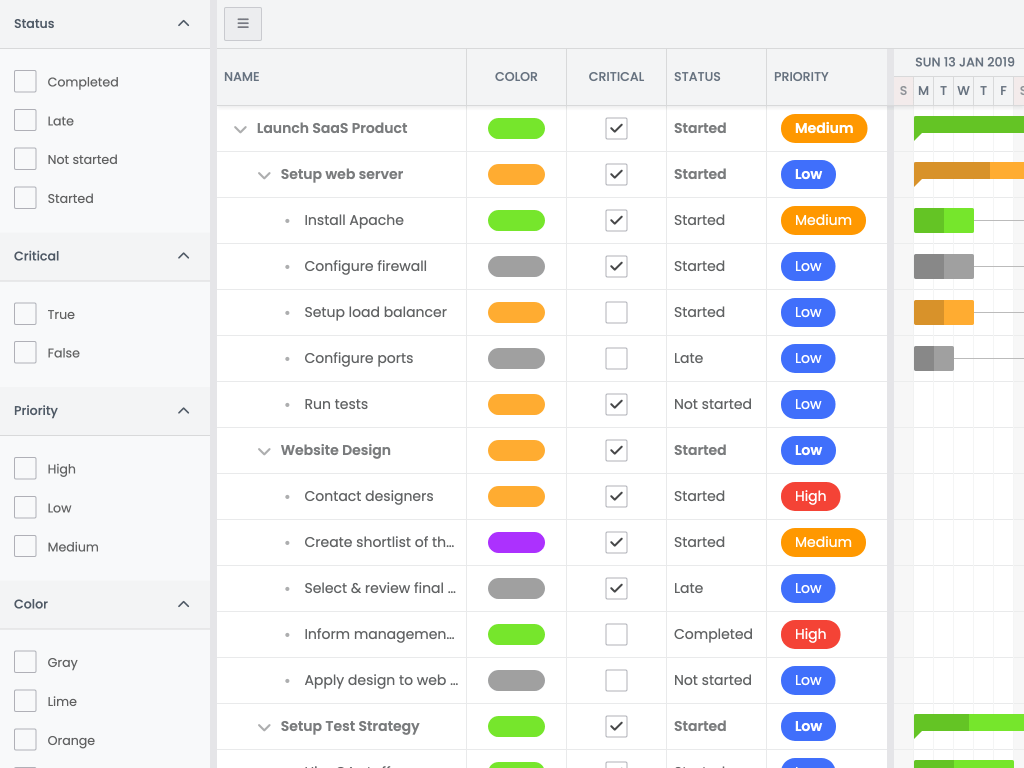 Status
Completed
Late
Not started
Started
Critical
True
False
Priority
High
Low
Medium
Color
Gray
Lime
Orange
NAME COLOR CRITICAL STATUS PRIORITY
SUN 13 JAN 2019
S M T W T F S
Launch SaaS Product Started Medium
Setup web server Started Low
Install Apache Started Medium
Configure firewall Started Low
Setup load balancer Started Low
Configure ports Late Low
Run tests Not started Low
Website Design Started Low
Contact designers Started High
Create shortlist of th... Started Medium
Select & review final ... Late Low
Inform managemen... Completed High
Apply design to web ... Not started Low
Setup Test Strategy Started Low